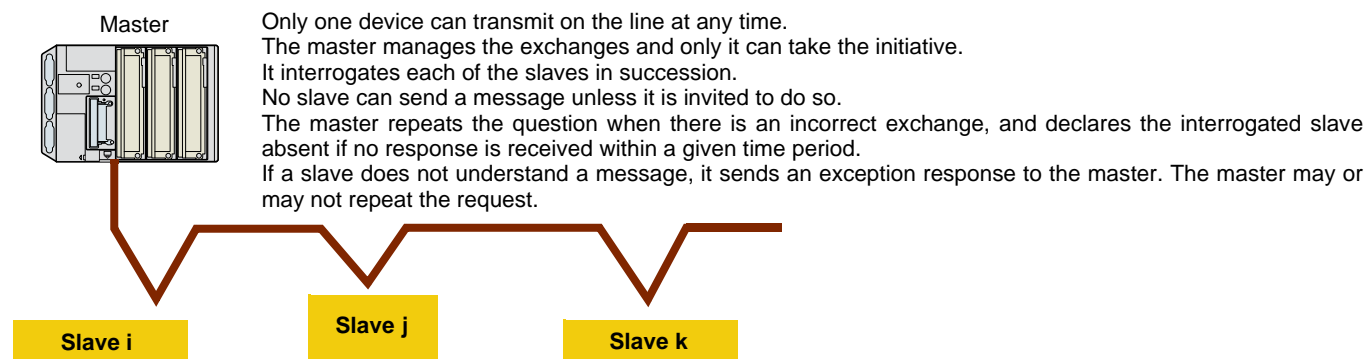 Master
Only one device can transmit on the line at any time.
The master manages the exchanges and only it can take the initiative.
It interrogates each of the slaves in succession.
No slave can send a message unless it is invited to do so.
The master repeats the question when there is an incorrect exchange, and declares the interrogated slave
absent if no response is received within a given time period.
If a slave does not understand a message, it sends an exception response to the master. The master may or
may not repeat the request.
Slave i
Slave j
Slave k